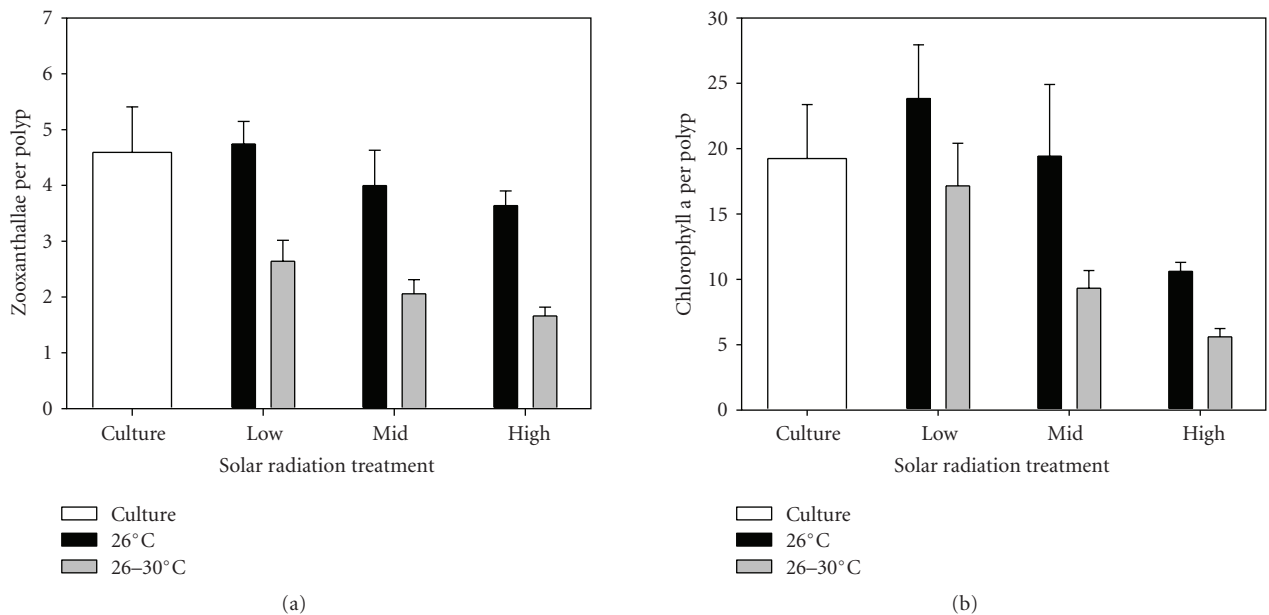 7
6
5
4
3
2
1
0
Zooxanthallae per polyp
Culture Low Mid High
Solar radiation treatment
Culture
26°C
26–30°C
(a)
30
25
20
15
10
5
0
Chlorophyll a per polyp
Culture Low Mid High
Solar radiation treatment
Culture
26°C
26–30°C
(b)